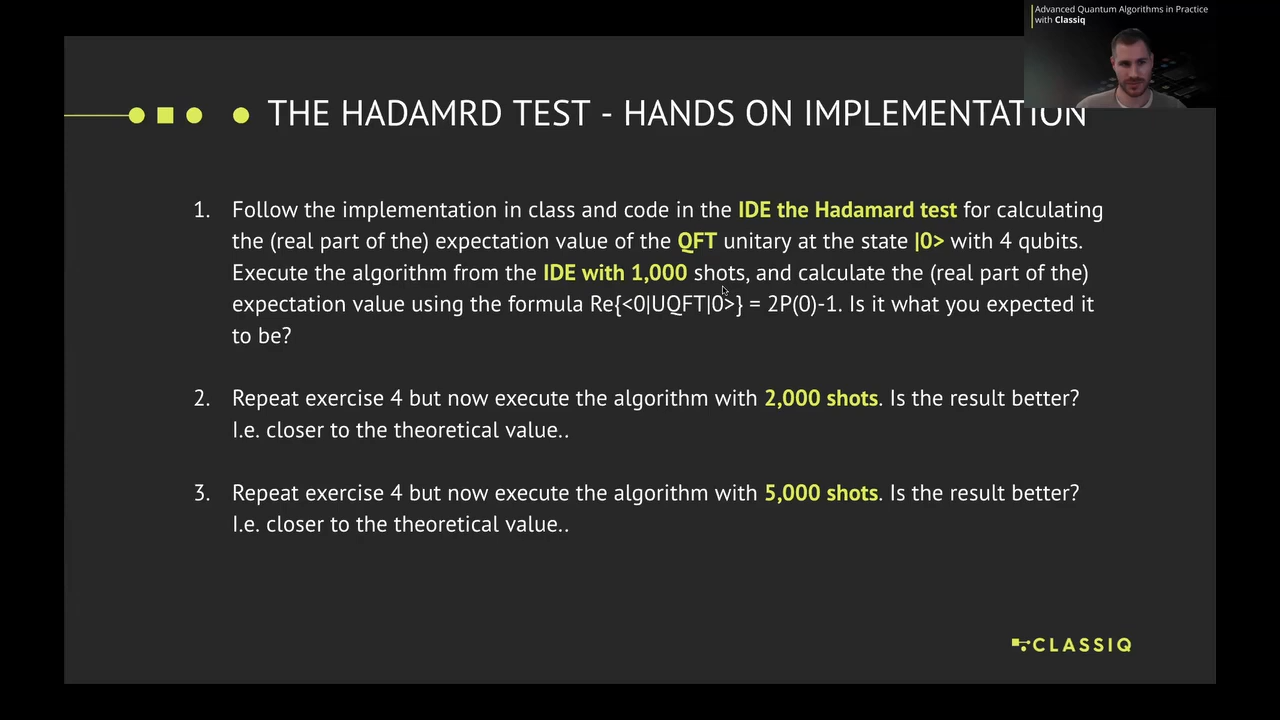 Advanced Quantum Algorithms in Practice
with Classiq
THE HADAMRD TEST - HANDS ON IMPLEMENTATION
1. Follow the implementation in class and code in the IDE the Hadamard test for calculating
the (real part of the) expectation value of the QFT unitary at the state |0> with 4 qubits.
Execute the algorithm from the IDE with 1,000 shots, and calculate the (real part of the)
expectation value using the formula Re{<0|UQFT|0>} = 2P(0)-1. Is it what you expected it
to be?
2. Repeat exercise 4 but now execute the algorithm with 2,000 shots. Is the result better?
I.e. closer to the theoretical value..
3. Repeat exercise 4 but now execute the algorithm with 5,000 shots. Is the result better?
I.e. closer to the theoretical value..
CLASSIQ